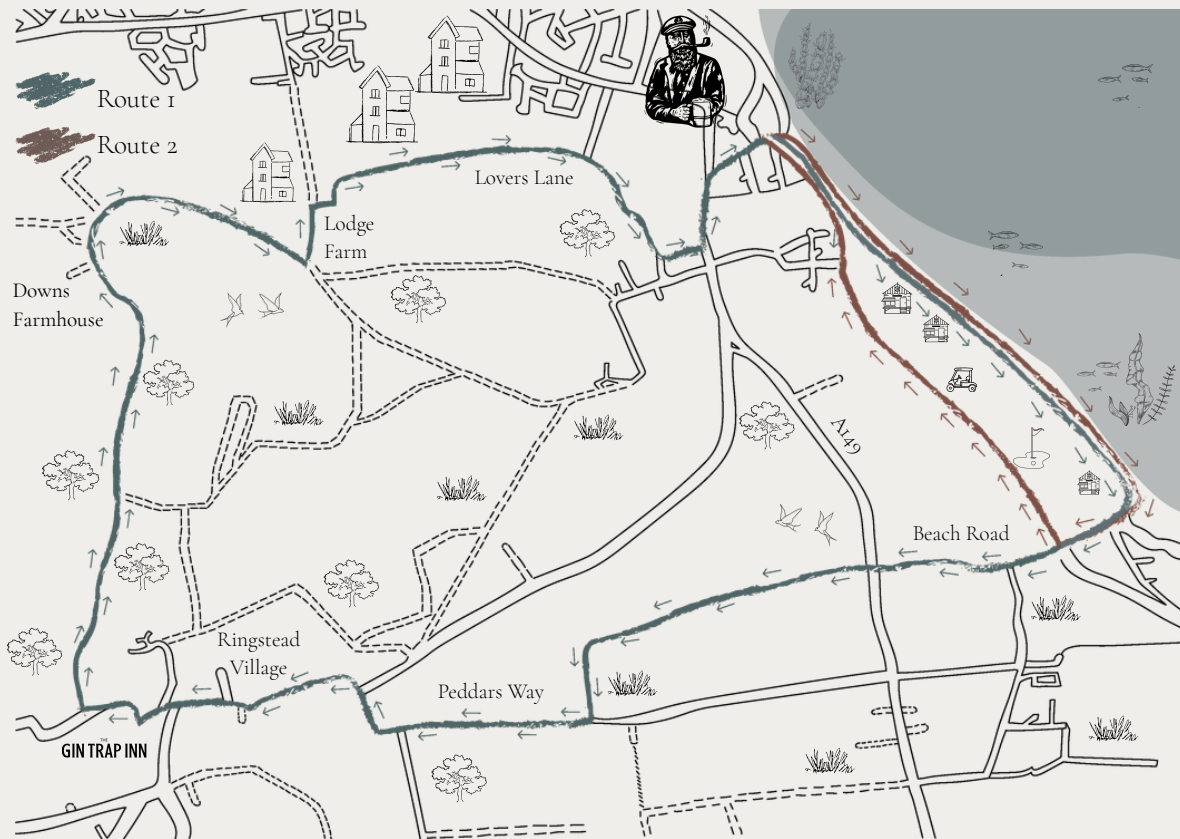 Route 1
Route 2
Lovers Lane
Lodge
Farm
Downs
Farmhouse
A149
Beach Road
Ringstead
Village
Peddars Way
THE
GIN TRAP INN